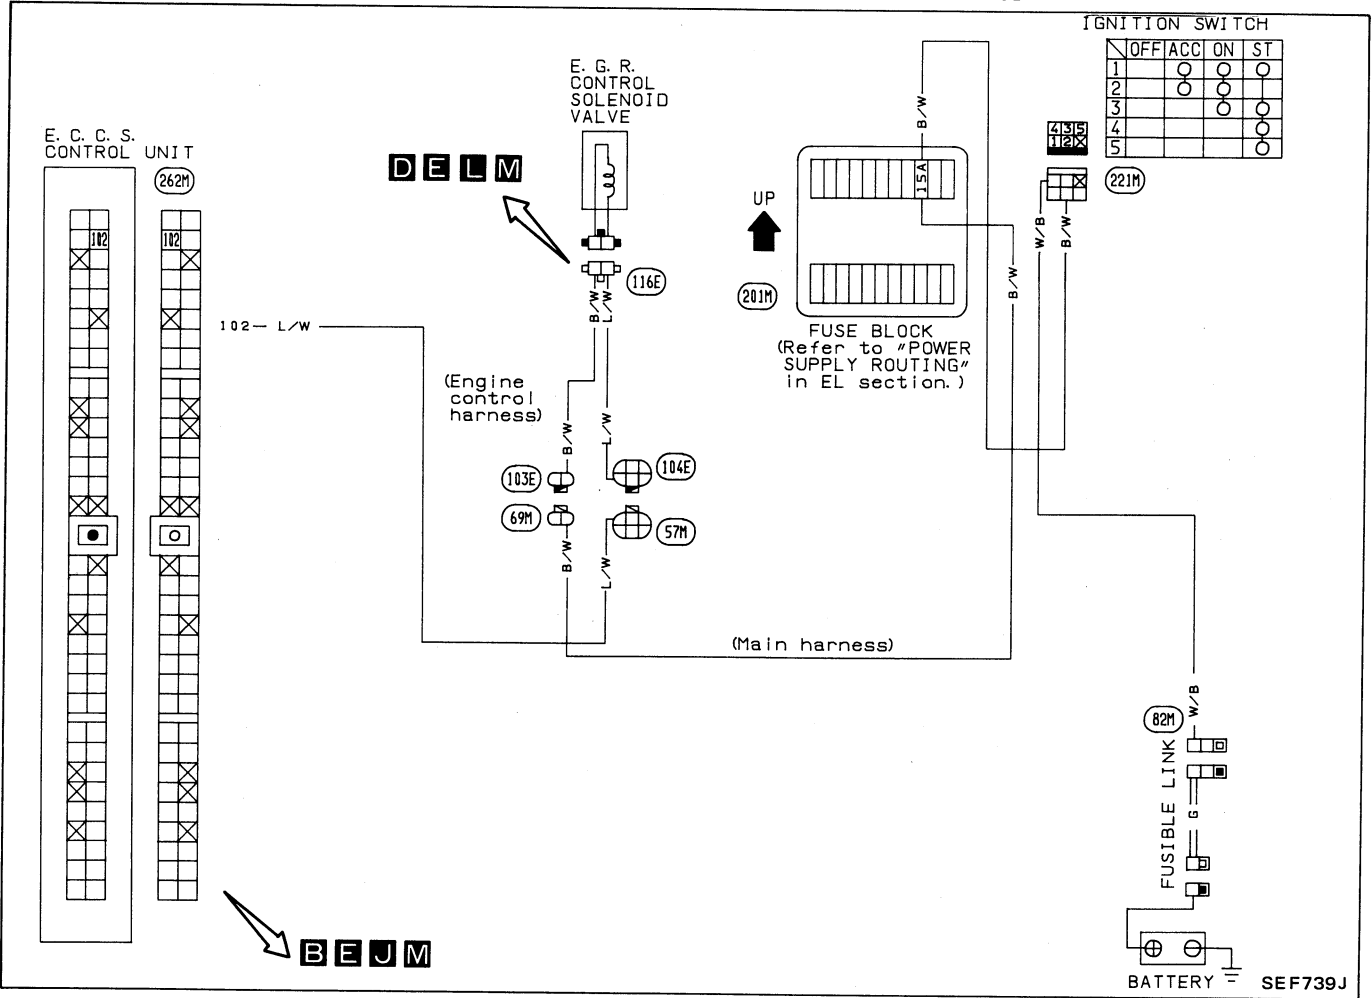 IGNITION SWITCH
OFF ACC ON ST
1
2
3
4
5
4 3 5
1 2
221M
E. G. R.
CONTROL
SOLENOID
VALVE
E. C. C. S.
CONTROL UNIT
262M
102
102
D E L M
116E
B/W
L/W
102— L/W
B/W
15A
UP
201M
FUSE BLOCK
(Refer to "POWER
SUPPLY ROUTING"
in EL section.)
B/W
W/B
B/W
(Engine
control
harness)
B/W
L/W
103E
104E
69M
57M
B/W
L/W
(Main harness)
W/B
82M
FUSIBLE LINK
G
B E J M
BATTERY
SEF739J